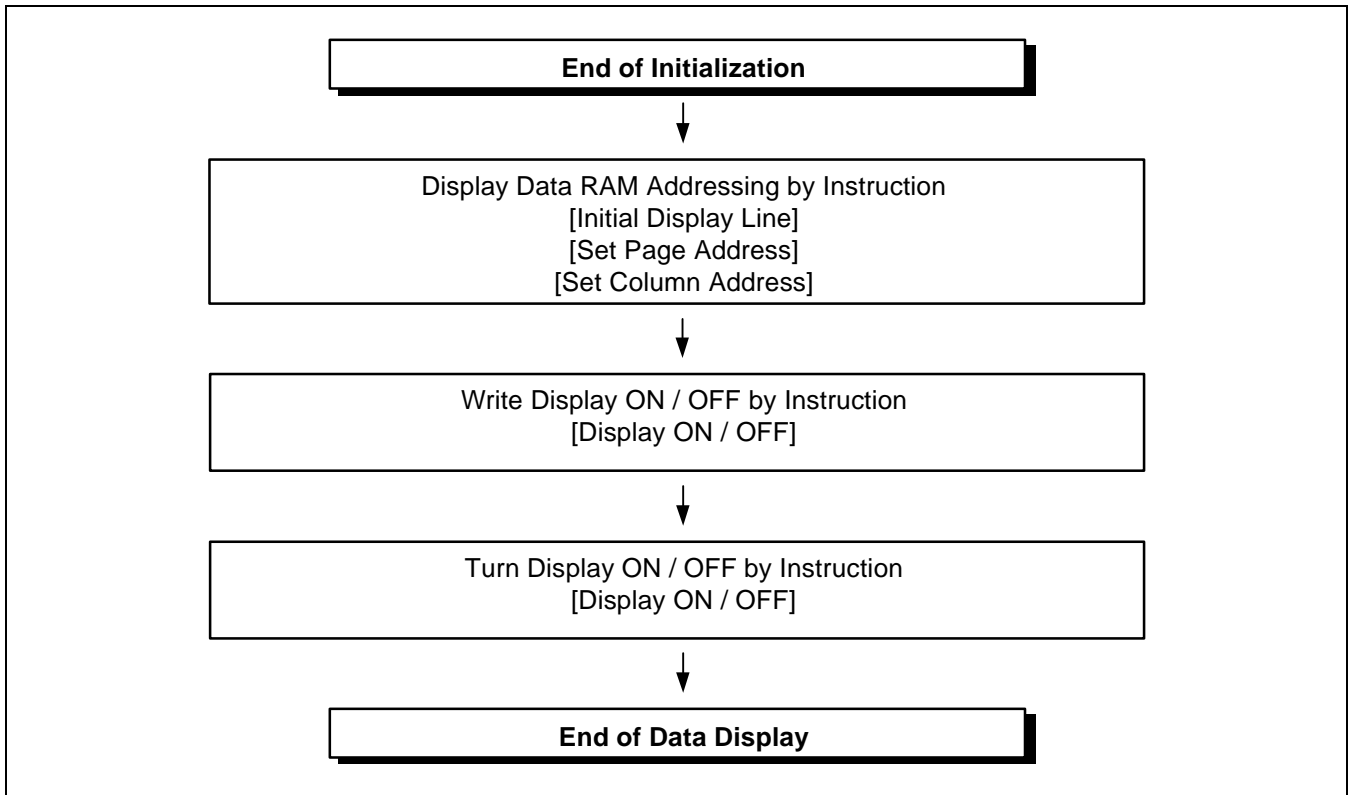 End of Initialization
Display Data RAM Addressing by Instruction
[Initial Display Line]
[Set Page Address]
[Set Column Address]
Write Display ON / OFF by Instruction
[Display ON / OFF]
Turn Display ON / OFF by Instruction
[Display ON / OFF]
End of Data Display